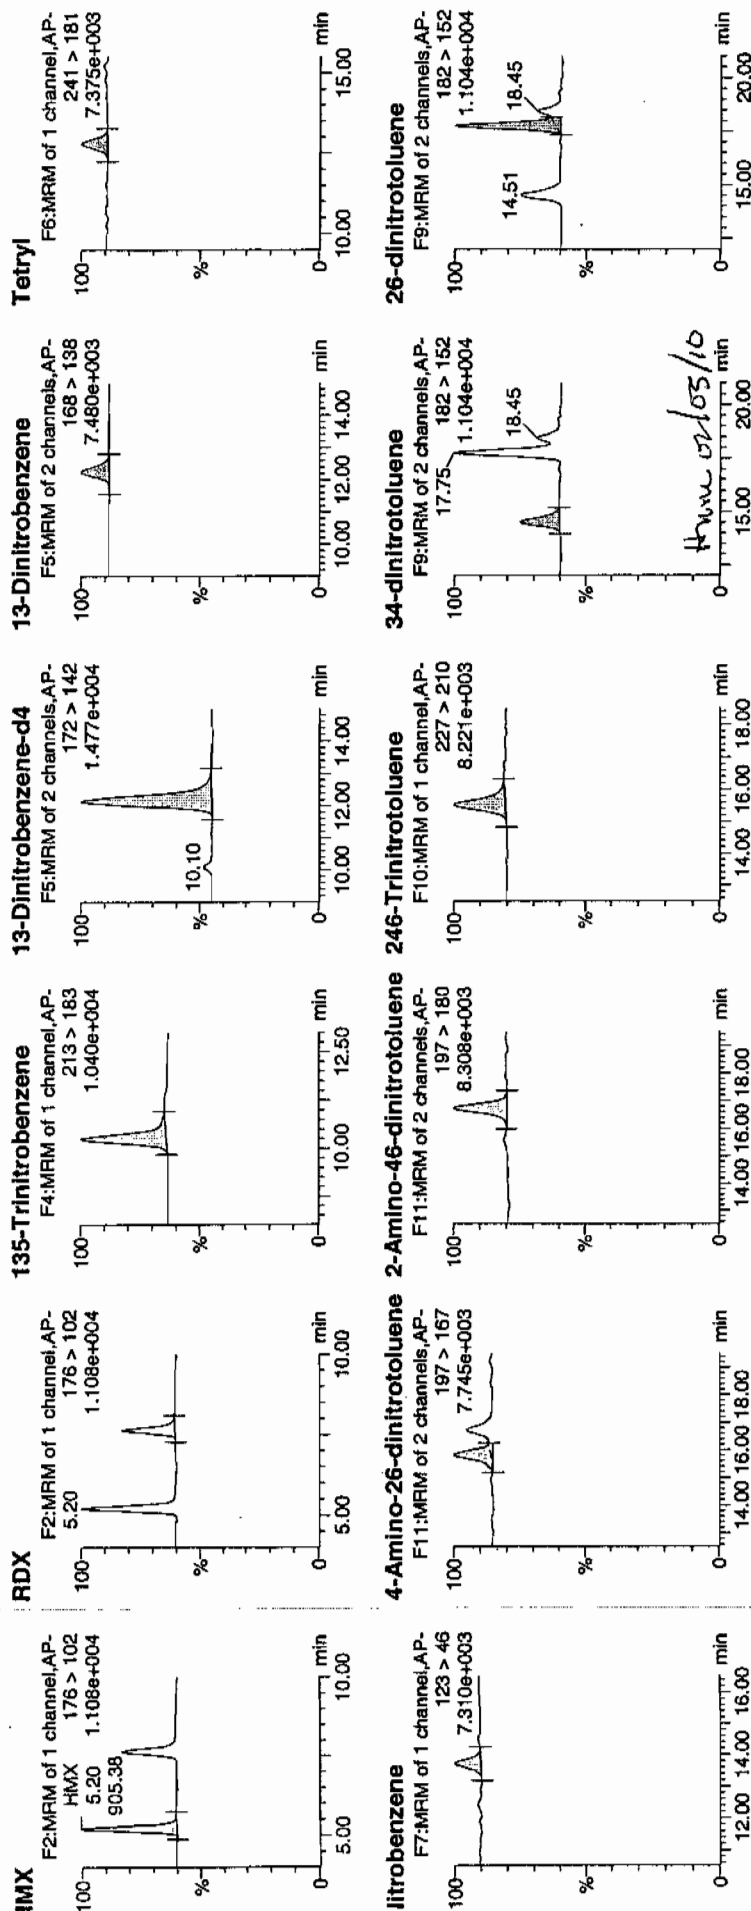 HMX
F2:MRM of 1 channel,AP-
176 > 102
1.108e+004
HMX
5.20
905.38
100
%
0
5.00 10.00 min
RDX
F2:MRM of 1 channel,AP-
176 > 102
1.108e+004
5.20
100
%
0
5.00 10.00 min
135-Trinitrobenzene
F4:MRM of 1 channel,AP-
213 > 183
1.040e+004
100
%
0
10.00 12.50 min
13-Dinitrobenzene-d4
F5:MRM of 2 channels,AP-
172 > 142
1.477e+004
10.10
100
%
0
10.00 12.00 14.00 min
13-Dinitrobenzene
F5:MRM of 2 channels,AP-
168 > 138
7.480e+003
100
%
0
10.00 12.00 14.00 min
Tetryl
F6:MRM of 1 channel,AP-
241 > 181
7.375e+003
100
%
0
10.00 15.00 min
itrobenzene
F7:MRM of 1 channel,AP-
123 > 46
7.310e+003
100
%
0
12.00 14.00 16.00 min
4-Amino-26-dinitrotoluene
F11:MRM of 2 channels,AP-
197 > 167
7.745e+003
100
%
0
14.00 16.00 18.00 min
2-Amino-46-dinitrotoluene
F11:MRM of 2 channels,AP-
197 > 180
8.308e+003
100
%
0
14.00 16.00 18.00 min
246-Trinitrotoluene
F10:MRM of 1 channel,AP-
227 > 210
8.221e+003
100
%
0
14.00 16.00 18.00 min
34-dinitrotoluene
F9:MRM of 2 channels,AP-
182 > 152
1.104e+004
17.75
18.45
100
%
0
15.00 20.00 min
26-dinitrotoluene
F9:MRM of 2 channels,AP-
182 > 152
1.104e+004
14.51
18.45
100
%
0
15.00 20.00 min